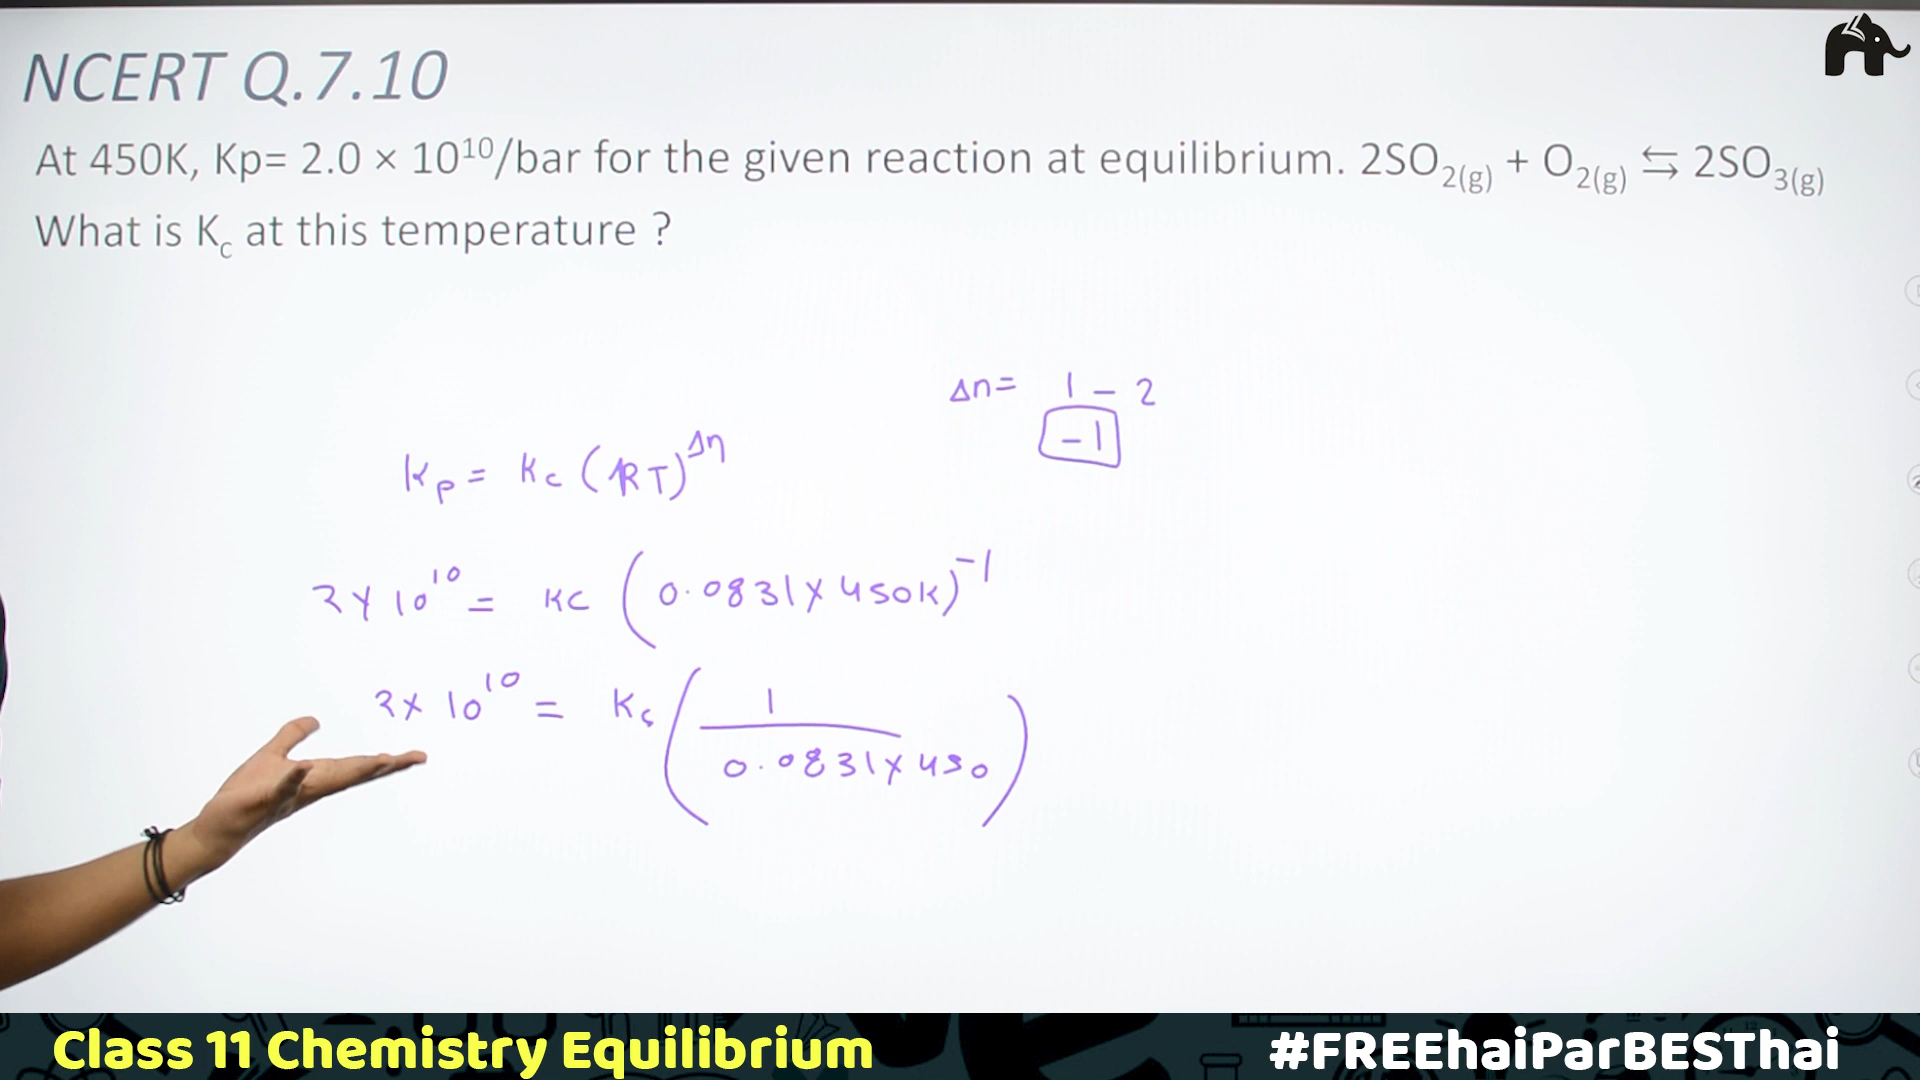 NCERT Q.7.10
At 450K, Kp= 2.0 × 10¹⁰/bar for the given reaction at equilibrium. 2SO₂₍g₎ + O₂₍g₎ ⇆ 2SO₃₍g₎
What is Kc at this temperature ?
Δn= 1 - 2
-1
Kp = Kc (RT)^Δn
2 × 10¹⁰ = KC (0.0831 × 450K)⁻¹
2 × 10¹⁰ = Kc (1 / 0.0831 × 450)
Class 11 Chemistry Equilibrium
#FREEhaiParBESThai